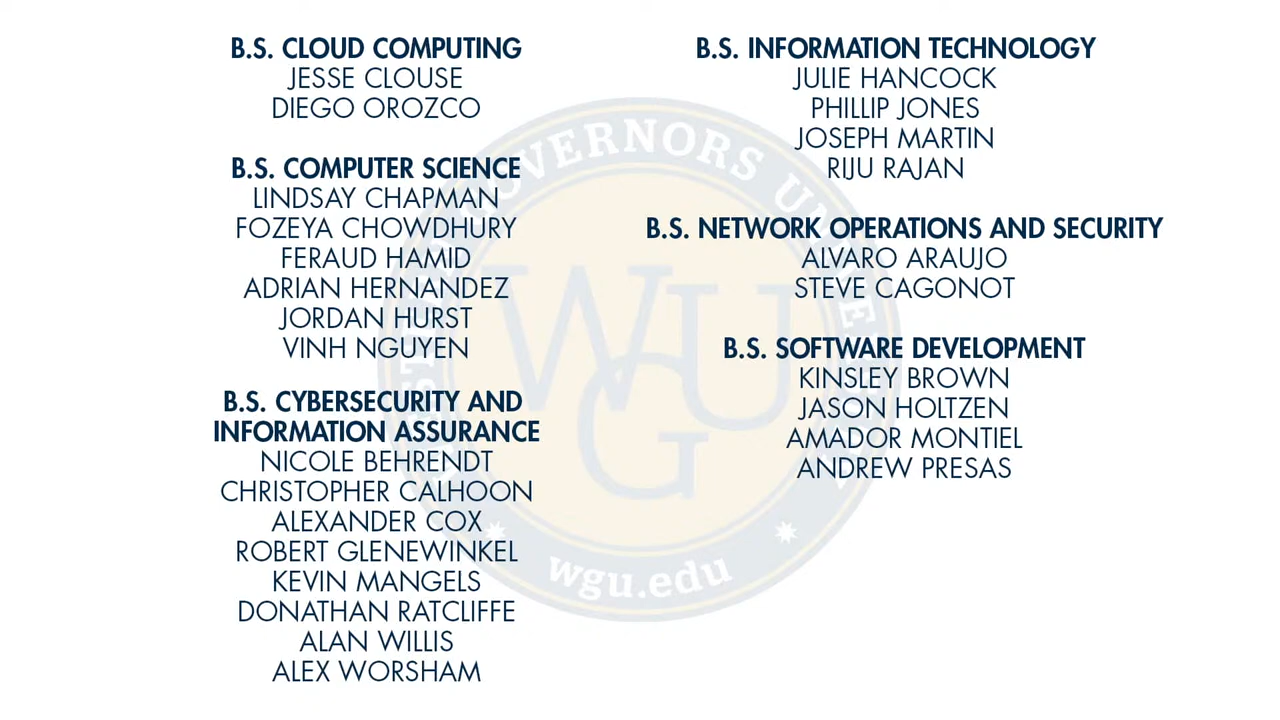 B.S. CLOUD COMPUTING
JESSE CLOUSE
DIEGO OROZCO
B.S. COMPUTER SCIENCE
LINDSAY CHAPMAN
FOZEYA CHOWDHURY
FERAUD HAMID
ADRIAN HERNANDEZ
JORDAN HURST
VINH NGUYEN
B.S. CYBERSECURITY AND
INFORMATION ASSURANCE
NICOLE BEHRENDT
CHRISTOPHER CALHOON
ALEXANDER COX
ROBERT GLENEWINKEL
KEVIN MANGELS
DONATHAN RATCLIFFE
ALAN WILLIS
ALEX WORSHAM
B.S. INFORMATION TECHNOLOGY
JULIE HANCOCK
PHILLIP JONES
JOSEPH MARTIN
RIJU RAJAN
B.S. NETWORK OPERATIONS AND SECURITY
ALVARO ARAUJO
STEVE CAGONOT
B.S. SOFTWARE DEVELOPMENT
KINSLEY BROWN
JASON HOLTZEN
AMADOR MONTIEL
ANDREW PRESAS
GOVERNORS
WGU
wgu.edu